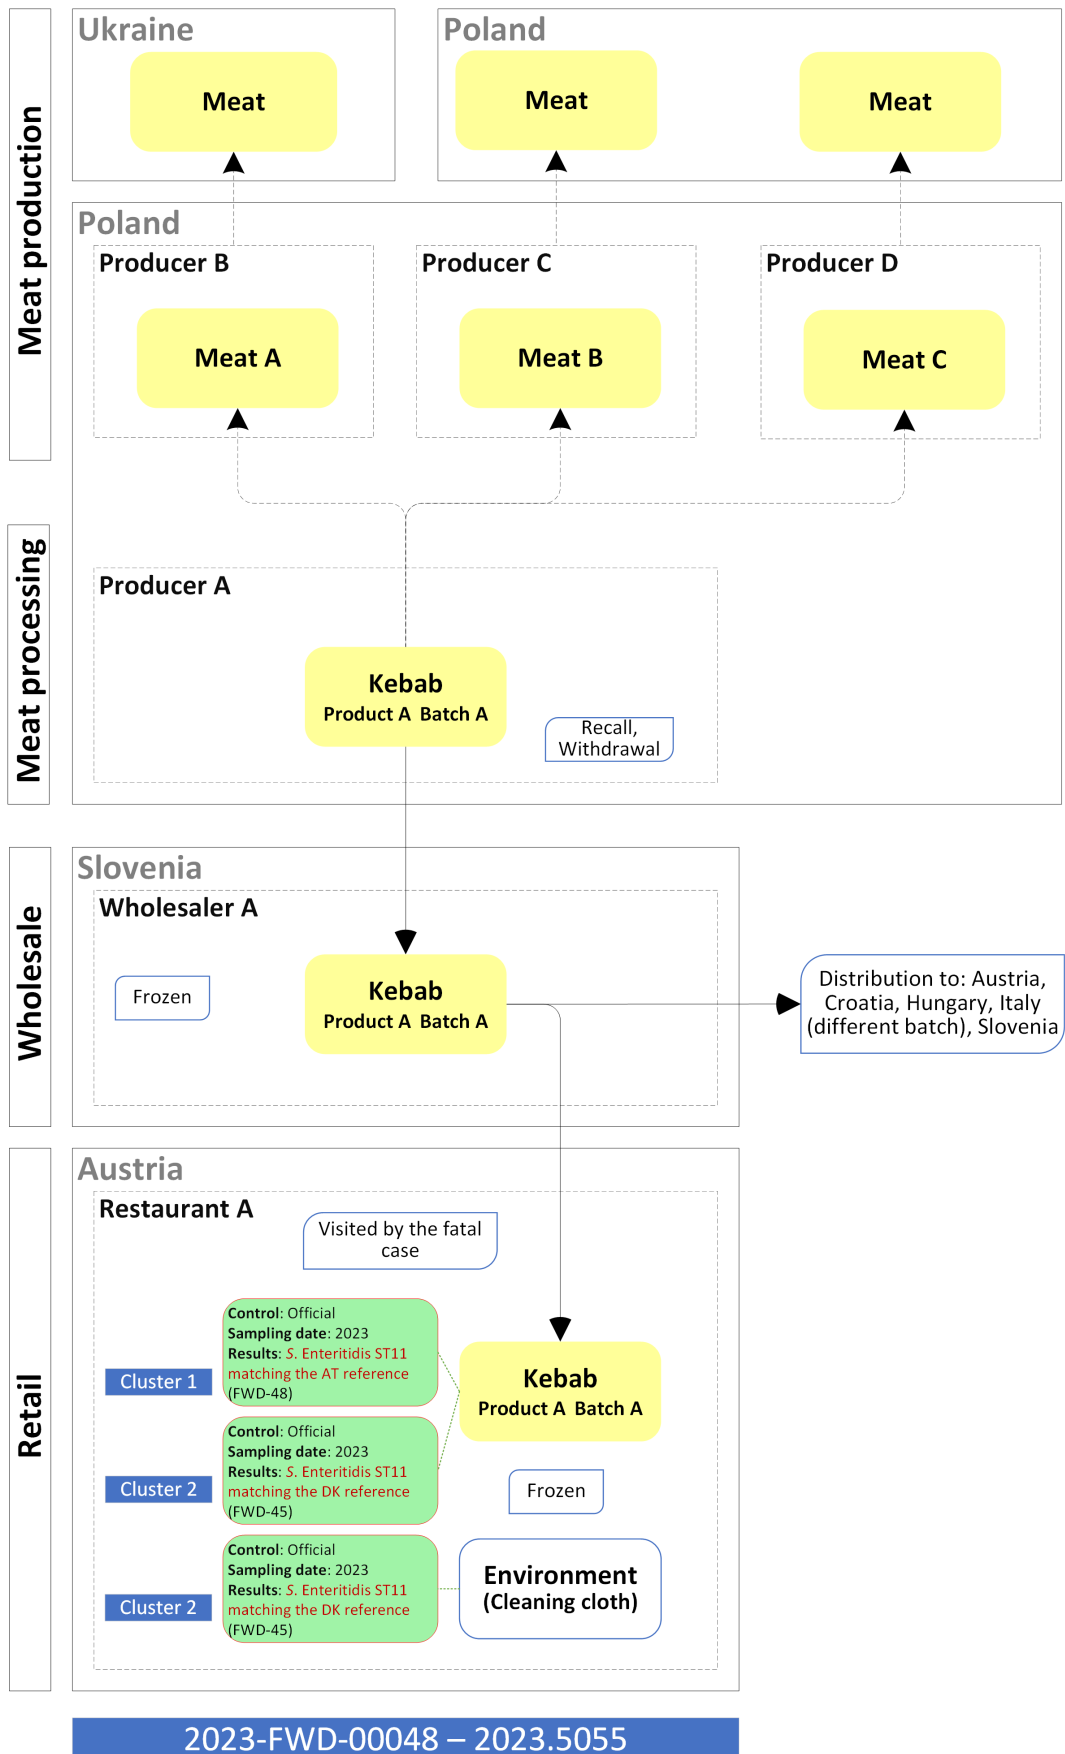 Meat production
Ukraine
Meat
Poland
Meat
Meat
Poland
Producer B
Meat A
Producer C
Meat B
Producer D
Meat C
Meat processing
Producer A
Kebab
Product A Batch A
Recall,
Withdrawal
Wholesale
Slovenia
Wholesaler A
Frozen
Kebab
Product A Batch A
Distribution to: Austria,
Croatia, Hungary, Italy
(different batch), Slovenia
Retail
Austria
Restaurant A
Visited by the fatal
case
Cluster 1
Control: Official
Sampling date: 2023
Results: S. Enteritidis ST11
matching the AT reference
(FWD-48)
Kebab
Product A Batch A
Cluster 2
Control: Official
Sampling date: 2023
Results: S. Enteritidis ST11
matching the DK reference
(FWD-45)
Frozen
Cluster 2
Control: Official
Sampling date: 2023
Results: S. Enteritidis ST11
matching the DK reference
(FWD-45)
Environment
(Cleaning cloth)
2023-FWD-00048 – 2023.5055